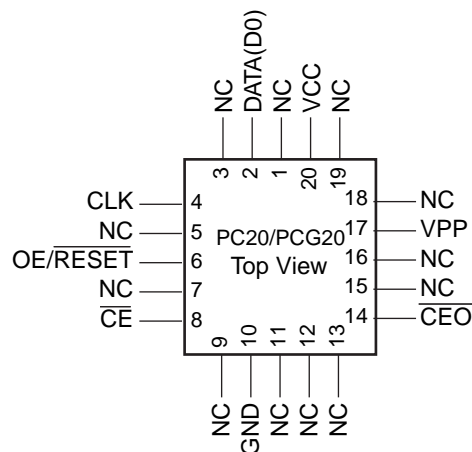 NC
DATA(D0)
NC
VCC
NC
3
2
1
20
19
CLK 4
NC 5
OE/RESET 6
NC 7
CE 8
18 NC
17 VPP
16 NC
15 NC
14 CEO
PC20/PCG20
Top View
9
10
11
12
13
NC
GND
NC
NC
NC